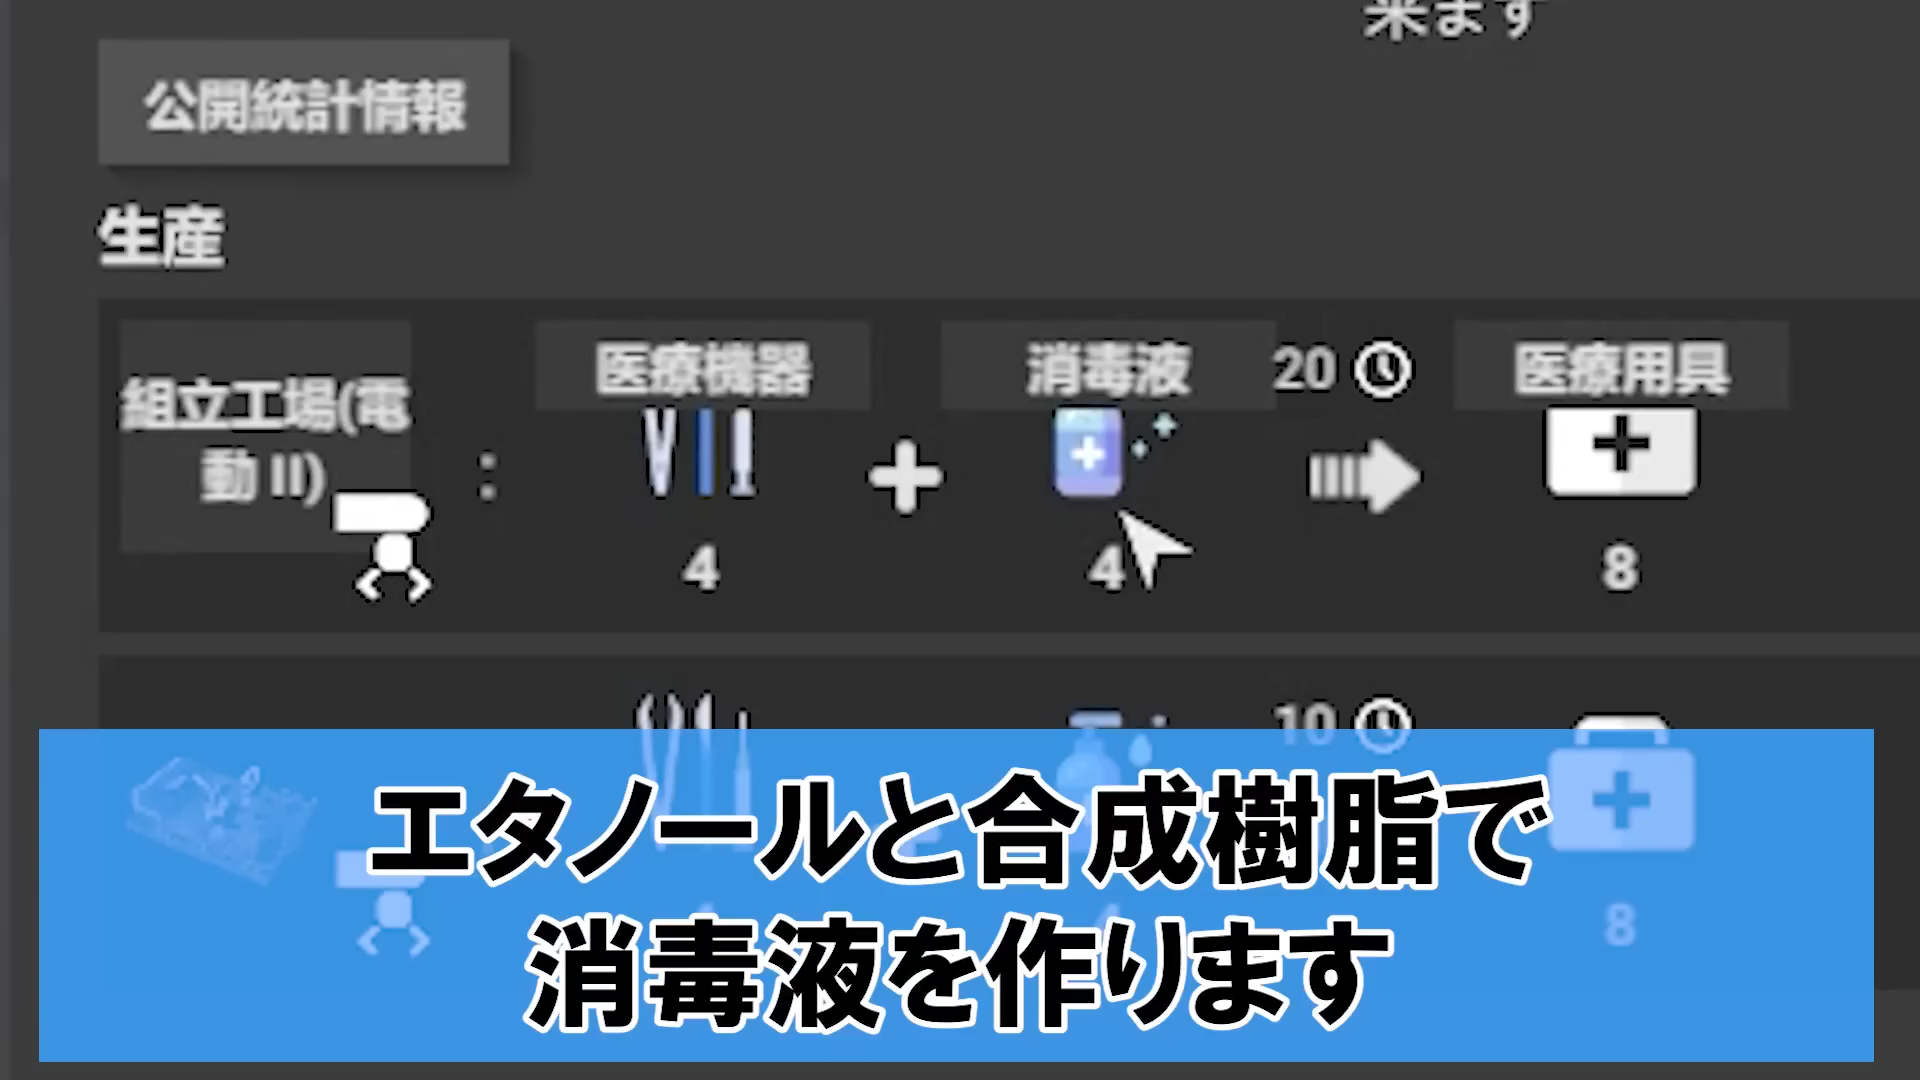 来ます
公開統計情報
生産
組立工場(電
動 II)
:
医療機器
4
+
消毒液
4
20
医療用具
8
10
8
エタノールと合成樹脂で
消毒液を作ります